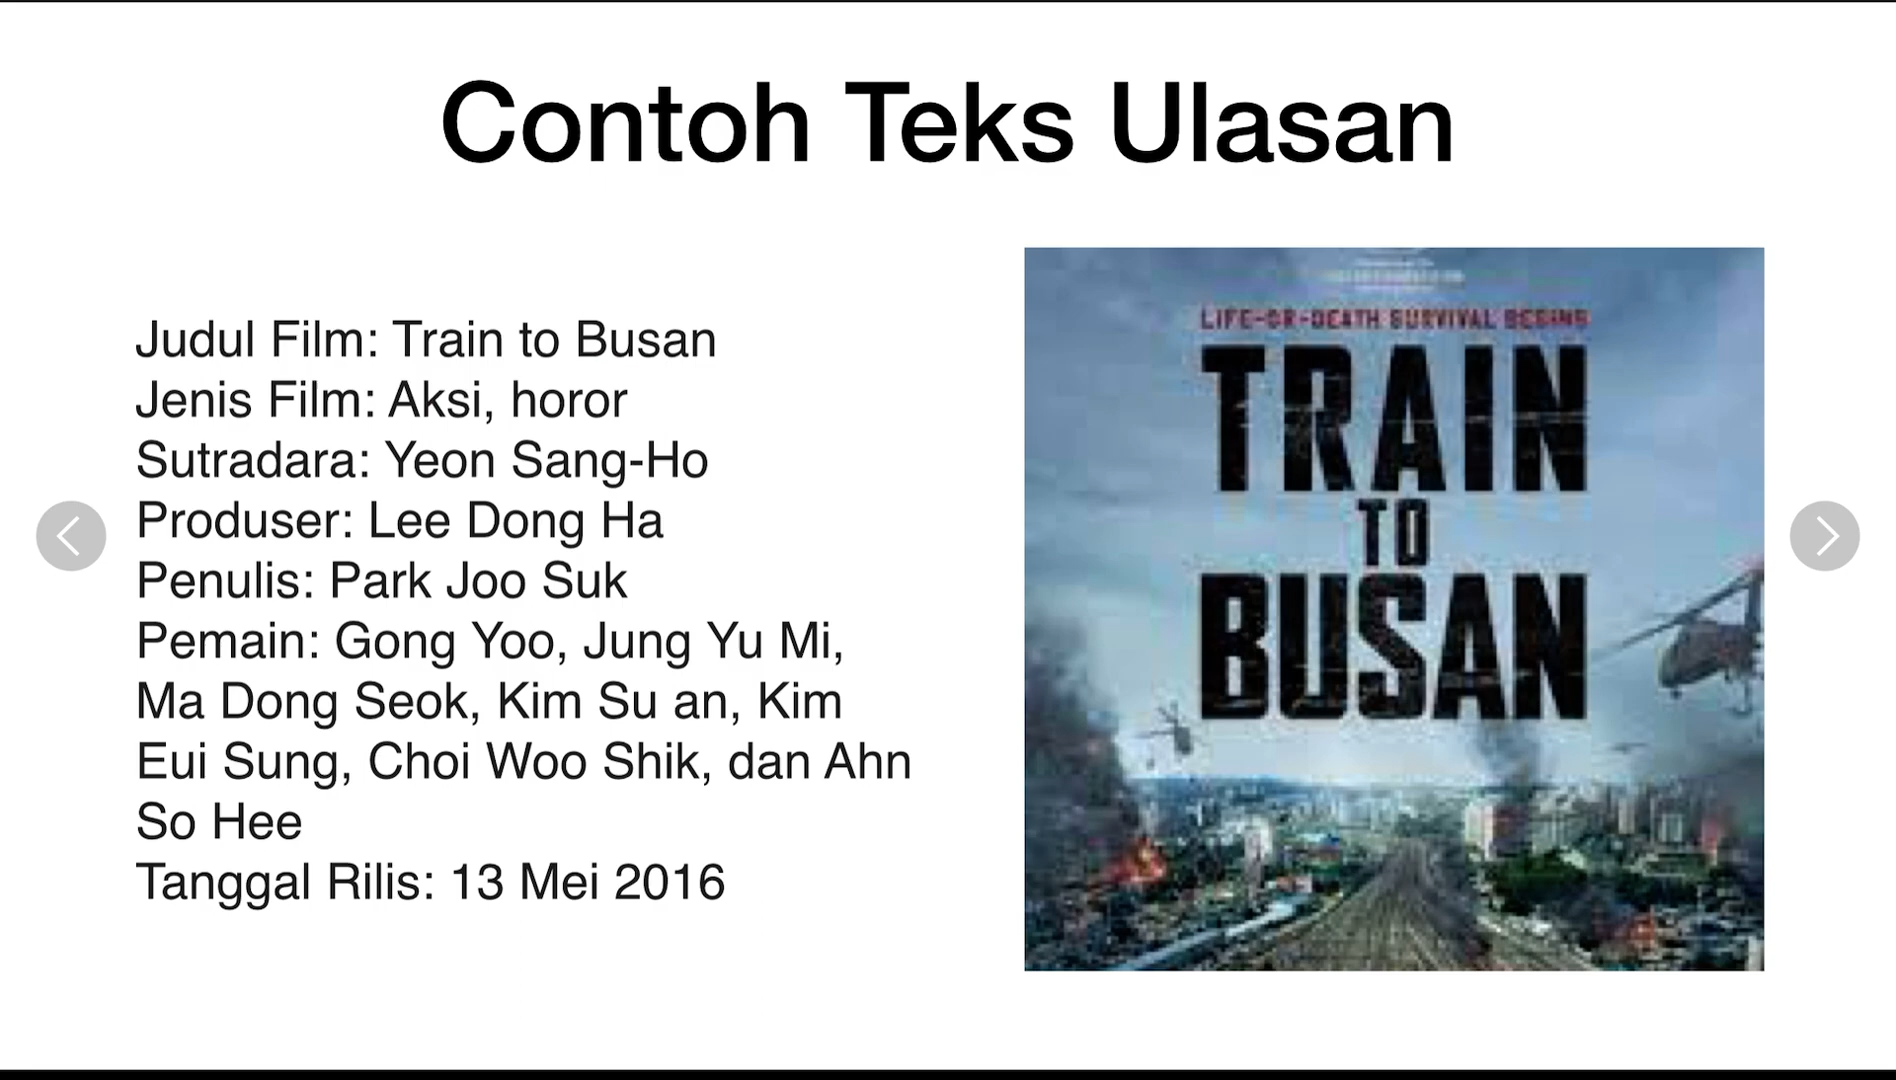 Contoh Teks Ulasan
Judul Film: Train to Busan
Jenis Film: Aksi, horor
Sutradara: Yeon Sang-Ho
Produser: Lee Dong Ha
Penulis: Park Joo Suk
Pemain: Gong Yoo, Jung Yu Mi,
Ma Dong Seok, Kim Su an, Kim
Eui Sung, Choi Woo Shik, dan Ahn
So Hee
Tanggal Rilis: 13 Mei 2016
LIFE-OR-DEATH SURVIVAL BEGINS
TRAIN
TO
BUSAN